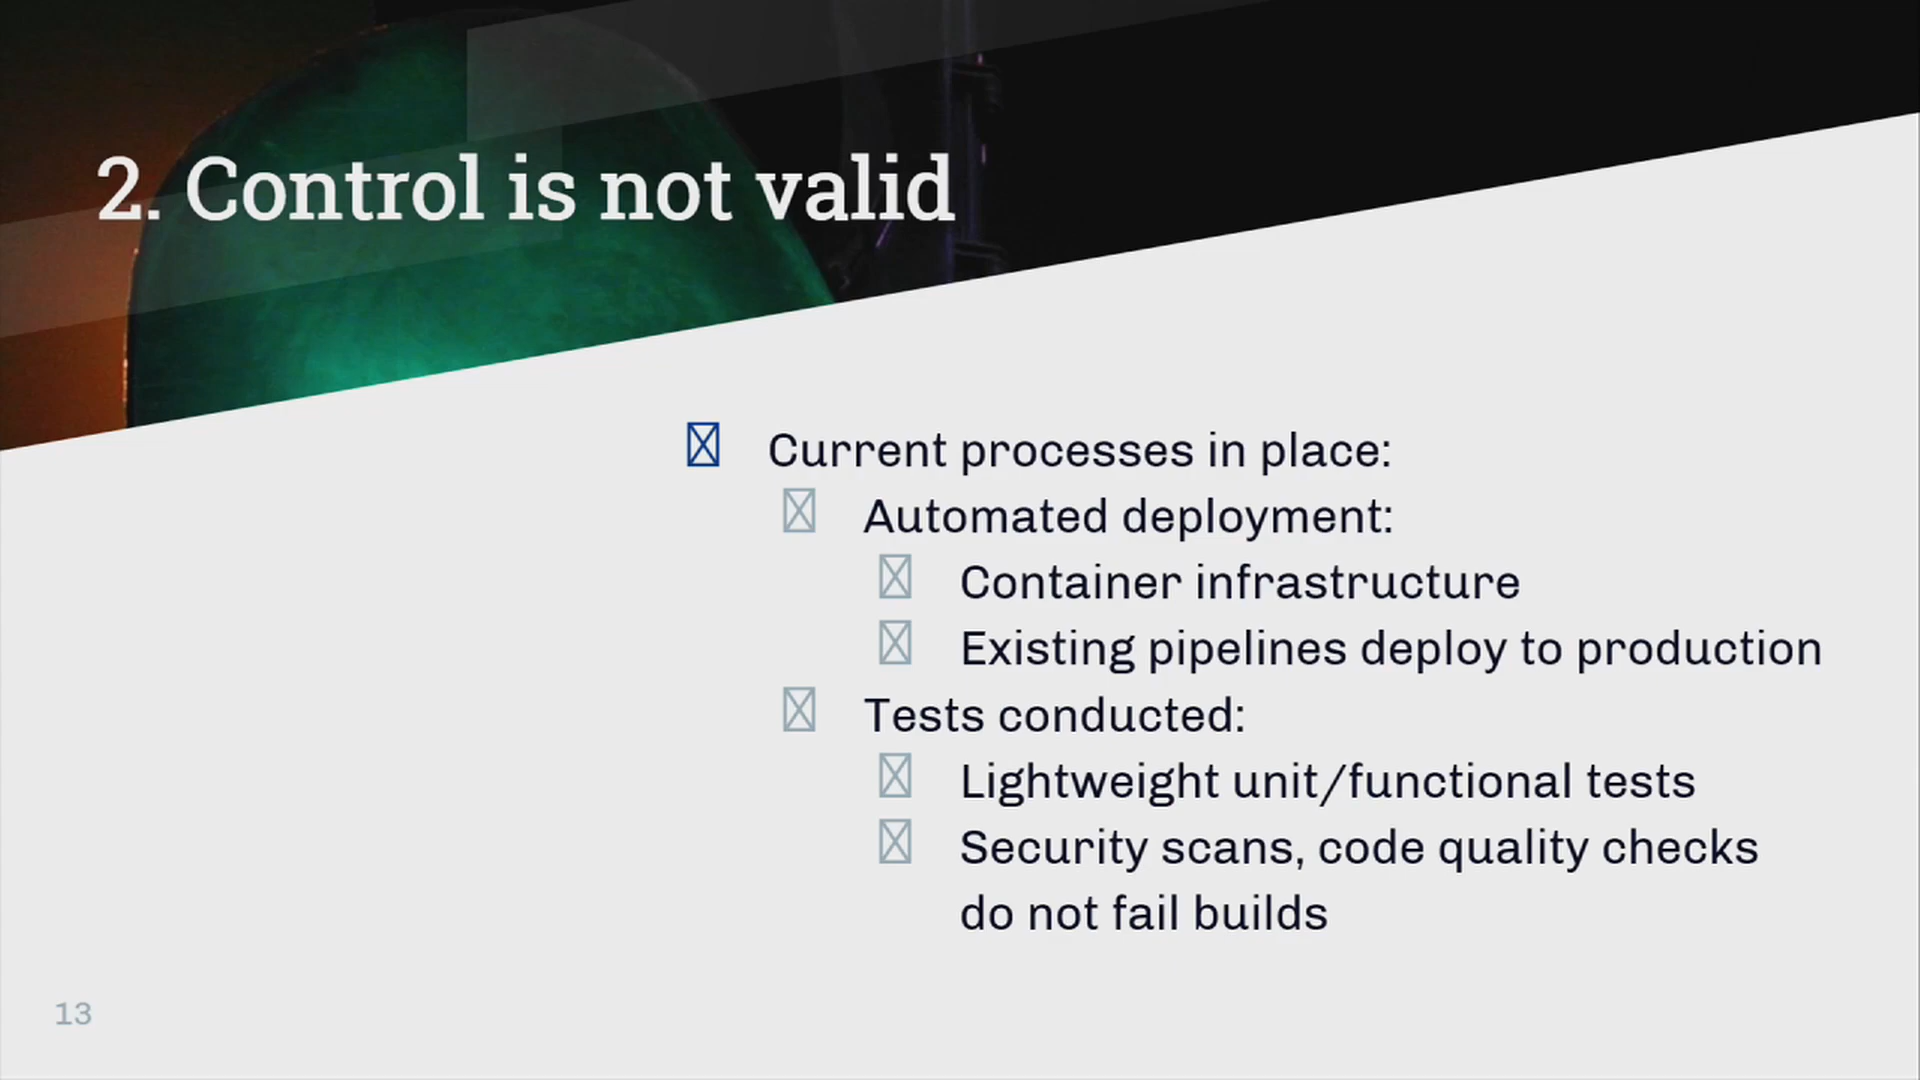 2. Control is not valid
Current processes in place:
Automated deployment:
Container infrastructure
Existing pipelines deploy to production
Tests conducted:
Lightweight unit/functional tests
Security scans, code quality checks
do not fail builds
13